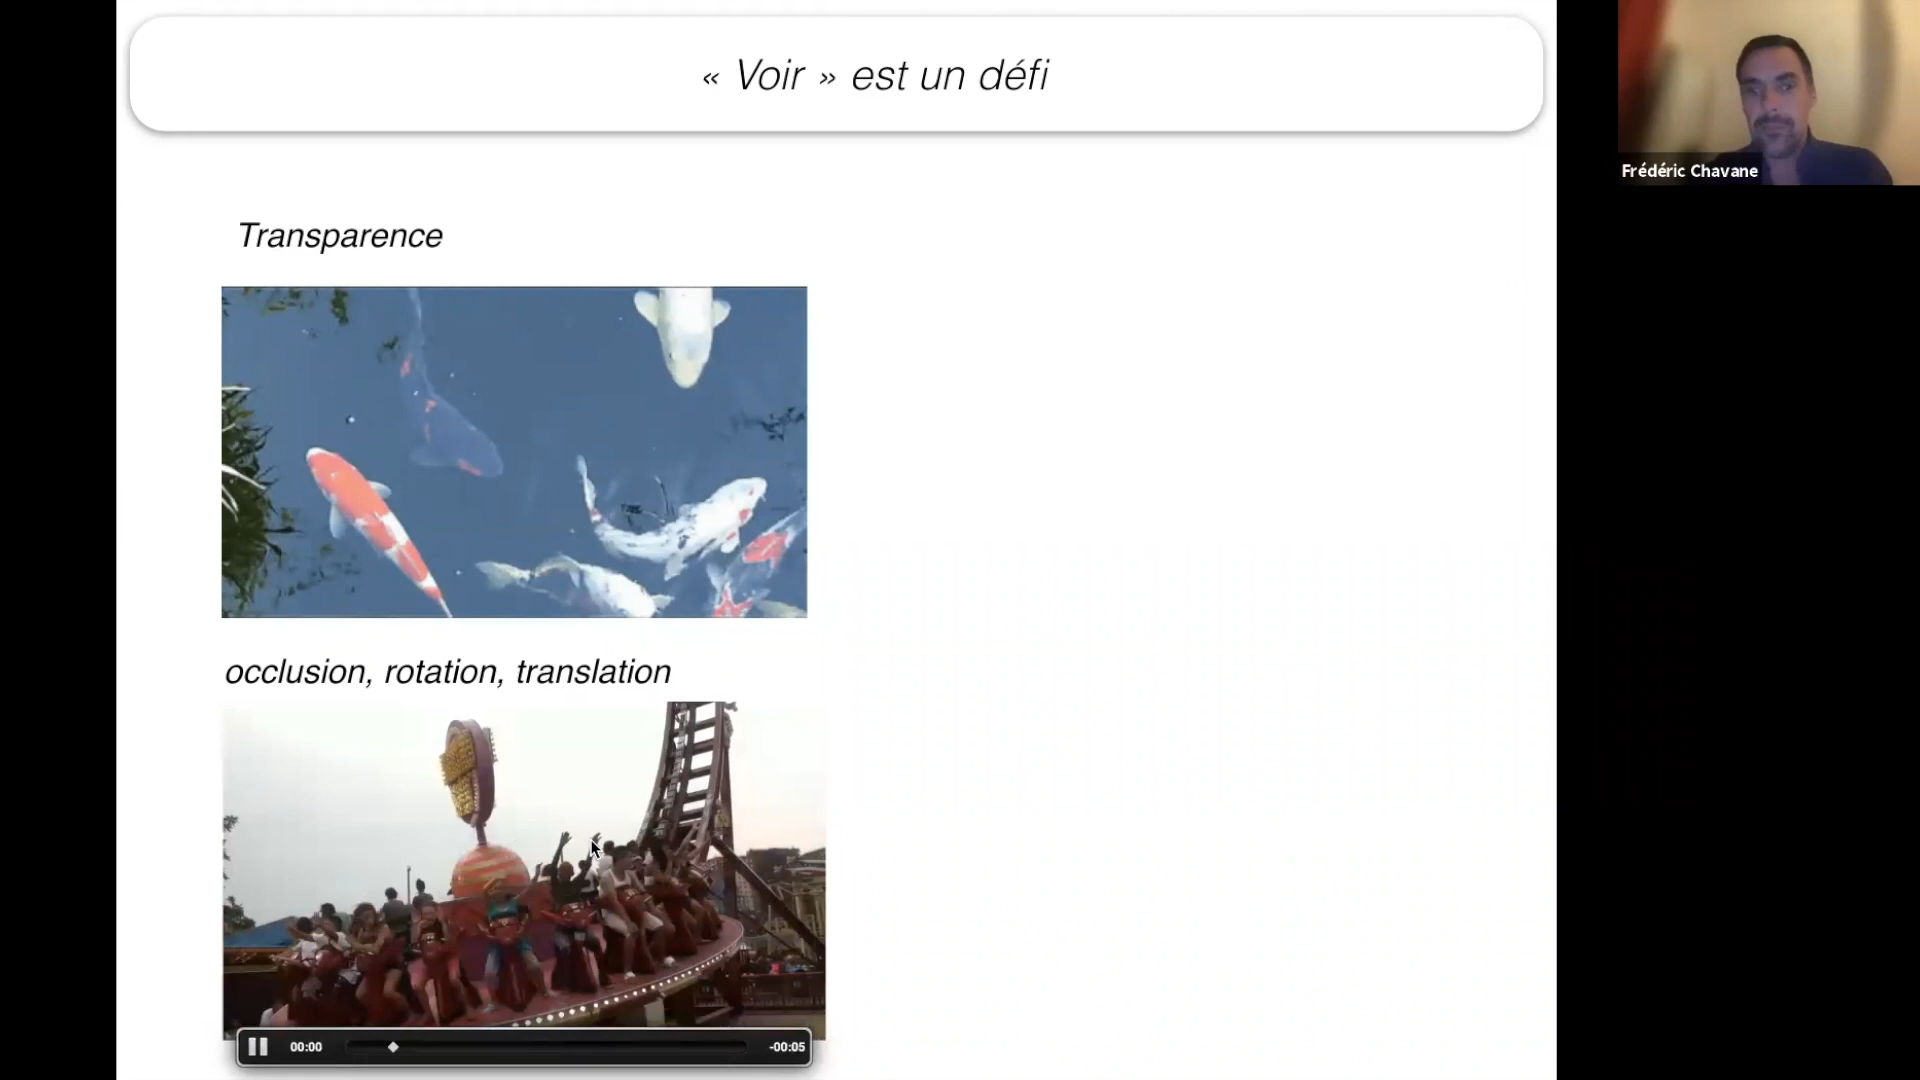 « Voir » est un défi
Frédéric Chavane
Transparence
occlusion, rotation, translation
00:00
-00:05